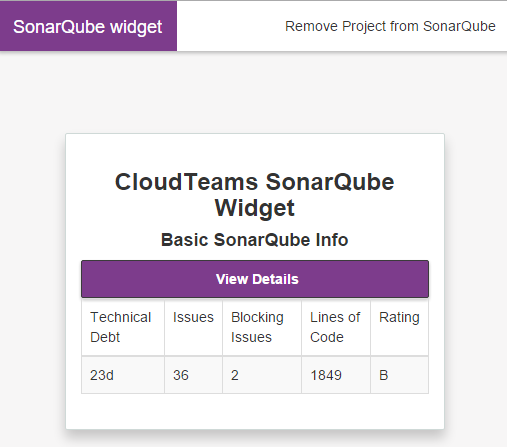 SonarQube widget
Remove Project from SonarQube
CloudTeams SonarQube
Widget
Basic SonarQube Info
View Details
Technical Debt Issues Blocking Issues Lines of Code Rating
23d 36 2 1849 B